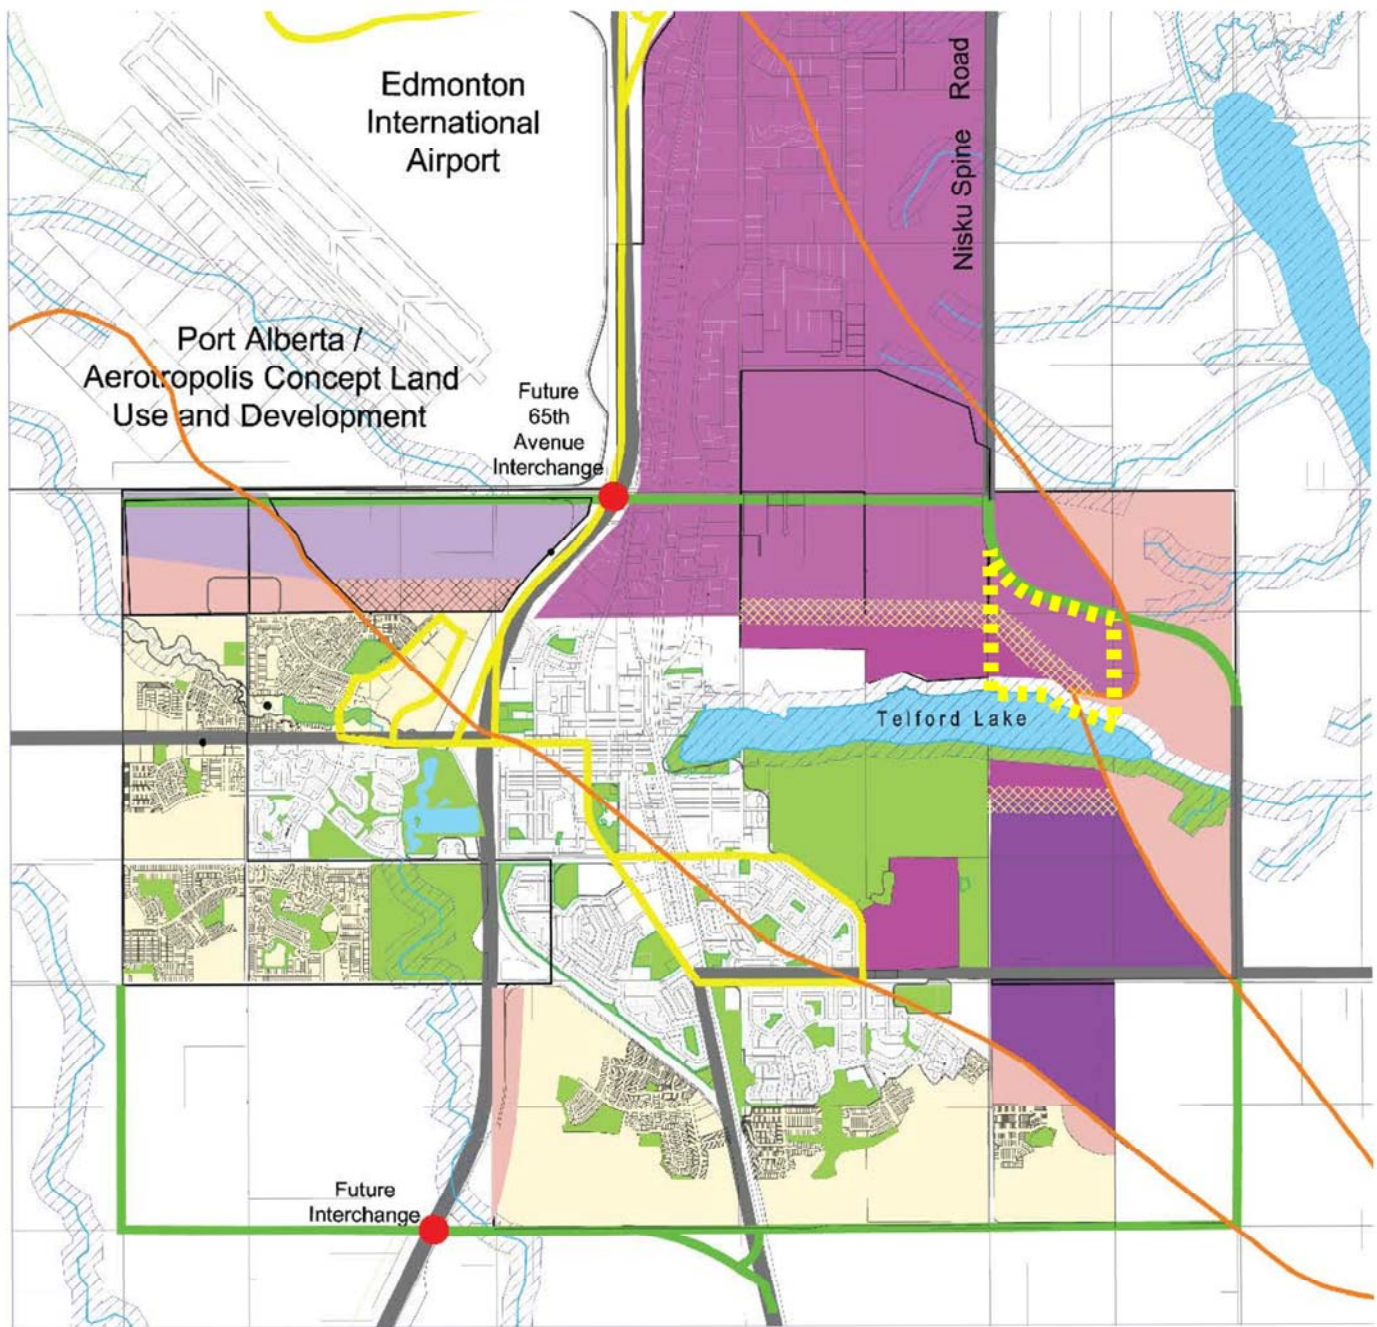 Edmonton
International
Airport
Nisku Spine Road
Port Alberta /
Aerotropolis Concept Land
Use and Development
Future
65th
Avenue
Interchange
Telford Lake
Future
Interchange